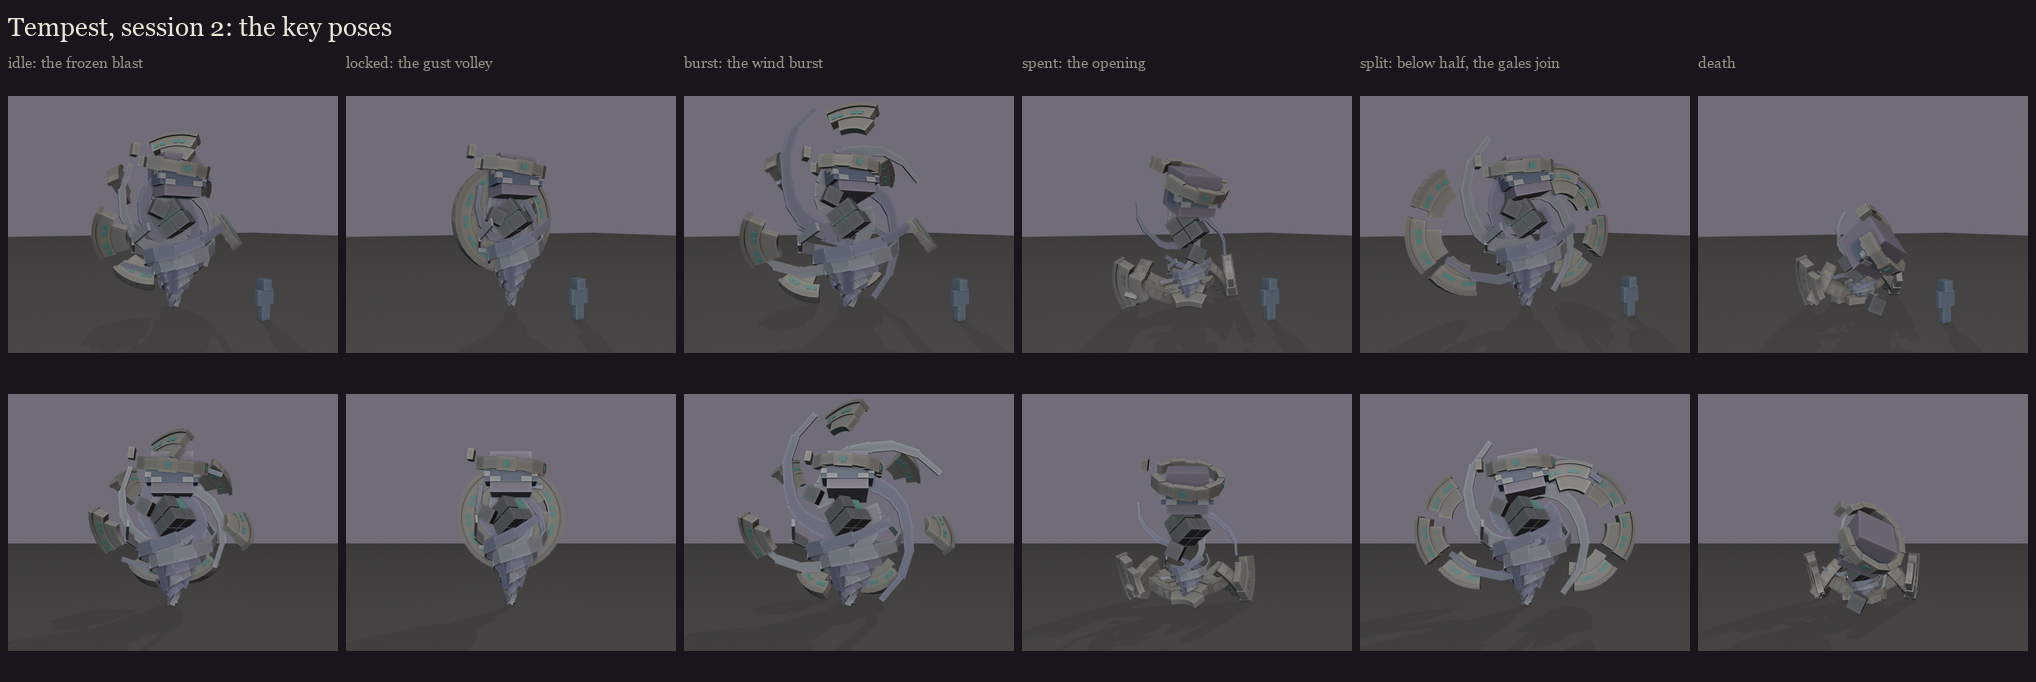 Tempest, session 2: the key poses
idle: the frozen blast
locked: the gust volley
burst: the wind burst
spent: the opening
split: below half, the gales join
death